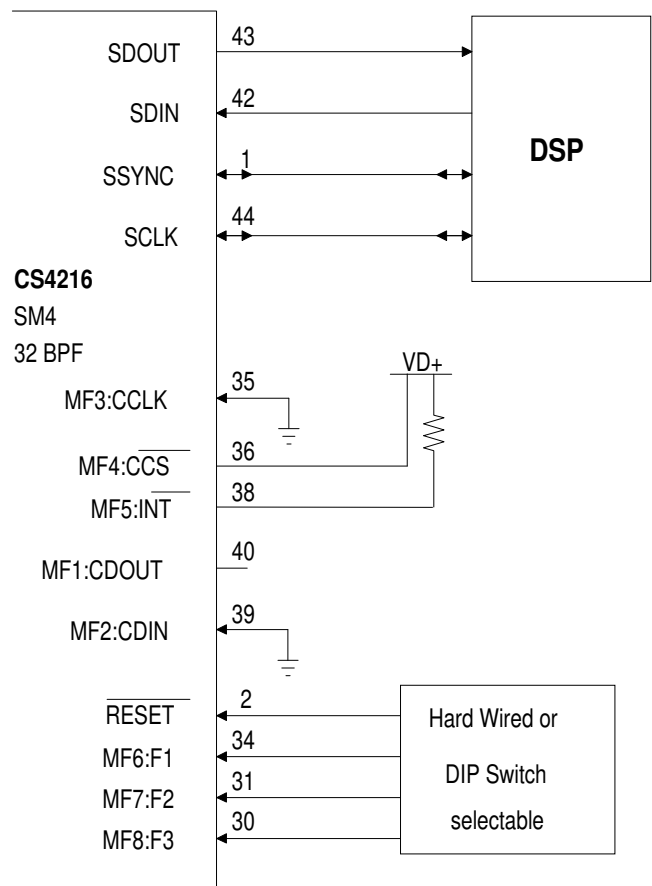 SDOUT 43
SDIN 42
DSP
SSYNC 1
SCLK 44
CS4216
SM4
32 BPF
VD+
MF3:CCLK 35
MF4:CCS 36
MF5:INT 38
MF1:CDOUT 40
MF2:CDIN 39
RESET 2
Hard Wired or
MF6:F1 34
DIP Switch
MF7:F2 31
selectable
MF8:F3 30